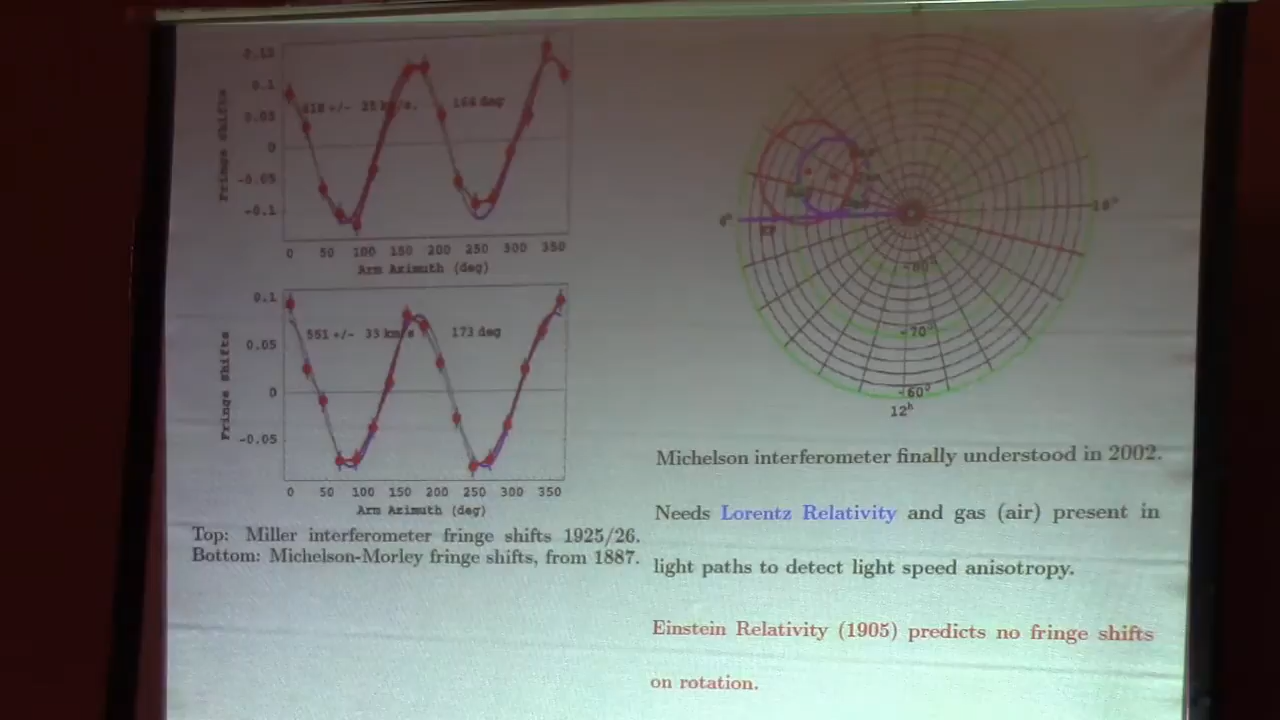 Fringe Shifts
0.1
0.05
0
-0.05
-0.1
418 +/- 28 km/s, 164 deg
0 50 100 150 200 250 300 350
Arm Azimuth (deg)
Fringe Shifts
0.1
0.05
0
-0.05
551 +/- 33 km/s 173 deg
0 50 100 150 200 250 300 350
Arm Azimuth (deg)
Top: Miller interferometer fringe shifts 1925/26.
Bottom: Michelson-Morley fringe shifts, from 1887.
-80°
-70°
-60°
12h
Michelson interferometer finally understood in 2002.
Needs Lorentz Relativity and gas (air) present in
light paths to detect light speed anisotropy.
Einstein Relativity (1905) predicts no fringe shifts
on rotation.